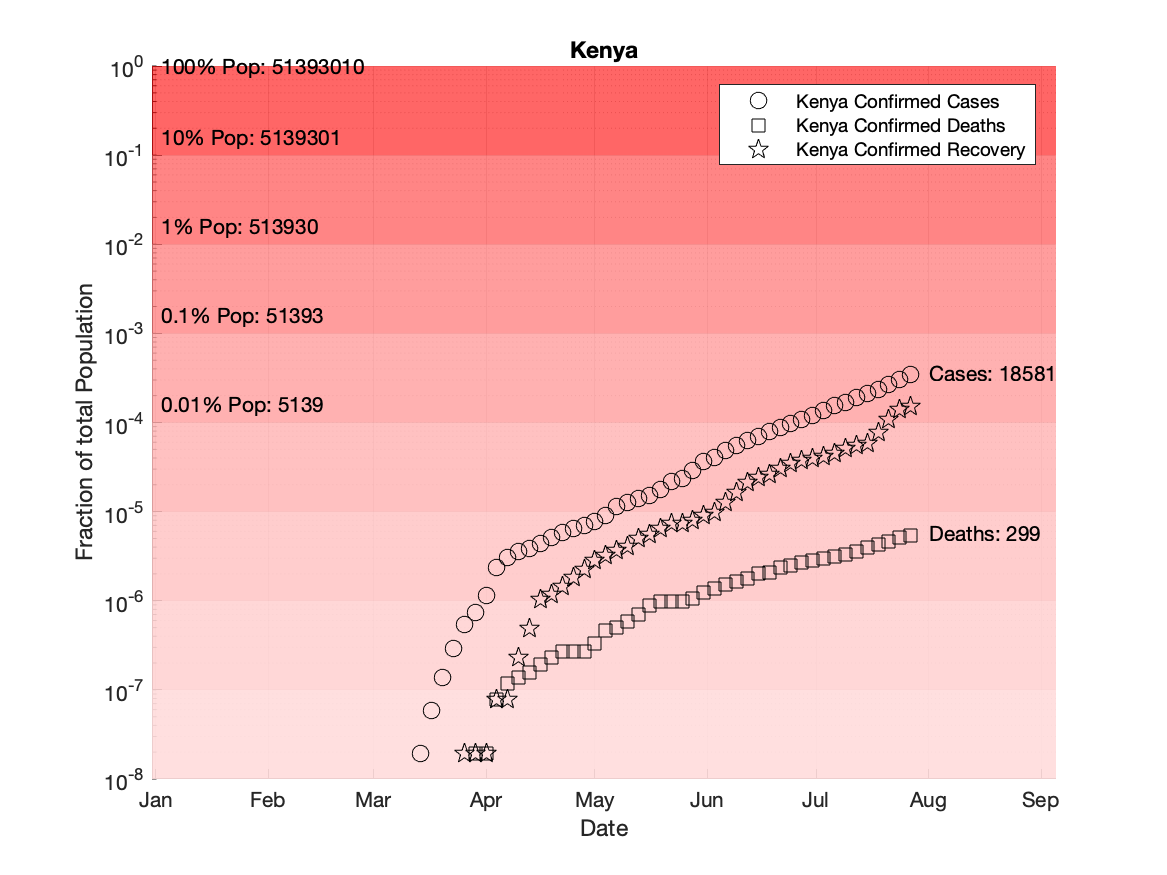 Kenya
10^0
100% Pop: 51393010
Kenya Confirmed Cases
Kenya Confirmed Deaths
Kenya Confirmed Recovery
10% Pop: 5139301
10^-1
1% Pop: 513930
10^-2
0.1% Pop: 51393
10^-3
Cases: 18581
0.01% Pop: 5139
10^-4
10^-5
Deaths: 299
10^-6
10^-7
10^-8
Fraction of total Population
Jan Feb Mar Apr May Jun Jul Aug Sep
Date